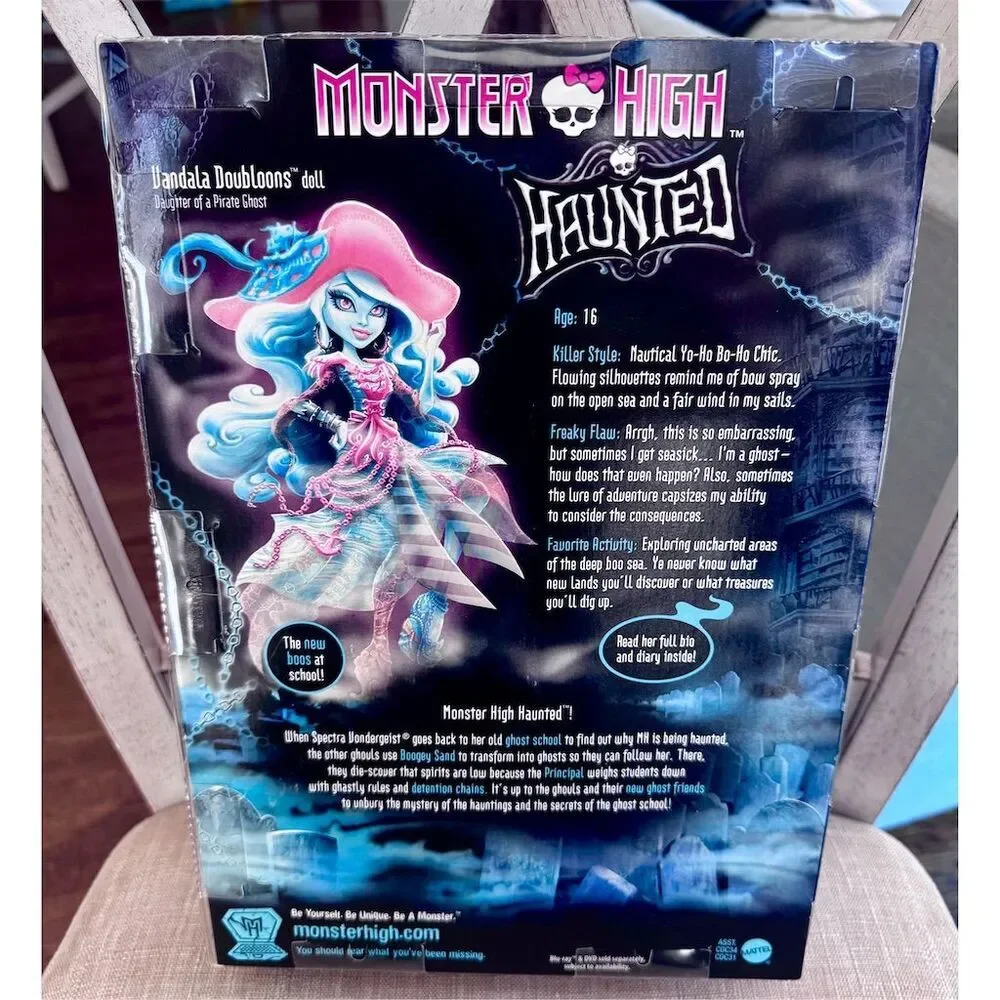 MONSTER HIGH™
HAUNTED
Vandala Doubloons™ doll
Daughter of a Pirate Ghost
Age: 16
Killer Style: Nautical Yo-Ho Bo-Ho Chic.
Flowing silhouettes remind me of bow spray
on the open sea and a fair wind in my sails.
Freaky Flaw: Arrgh, this is so embarrassing,
but sometimes I get seasick... I'm a ghost–
how does that even happen? Also, sometimes
the lure of adventure capsizes my ability
to consider the consequences.
Favorite Activity: Exploring uncharted areas
of the deep boo sea. Ye never know what
new lands you'll discover or what treasures
you'll dig up.
The new
boos at
school!
Read her full bio
and diary inside!
Monster High Haunted™!
When Spectra Vondergeist® goes back to her old ghost school to find out why MH is being haunted,
the other ghouls use Boogey Sand to transform into ghosts so they can follow her. There,
they die-scover that spirits are low because the Principal weighs students down
with ghastly rules and detention chains. It's up to the ghouls and their new ghost friends
to unbury the mystery of the hauntings and the secrets of the ghost school!
Be Yourself. Be Unique. Be A Monster.™
monsterhigh.com
You should fear what you've been missing.
Blu-ray™ & DVD sold separately,
subject to availability.
ASST.
CDC34
CDC31
MATTEL